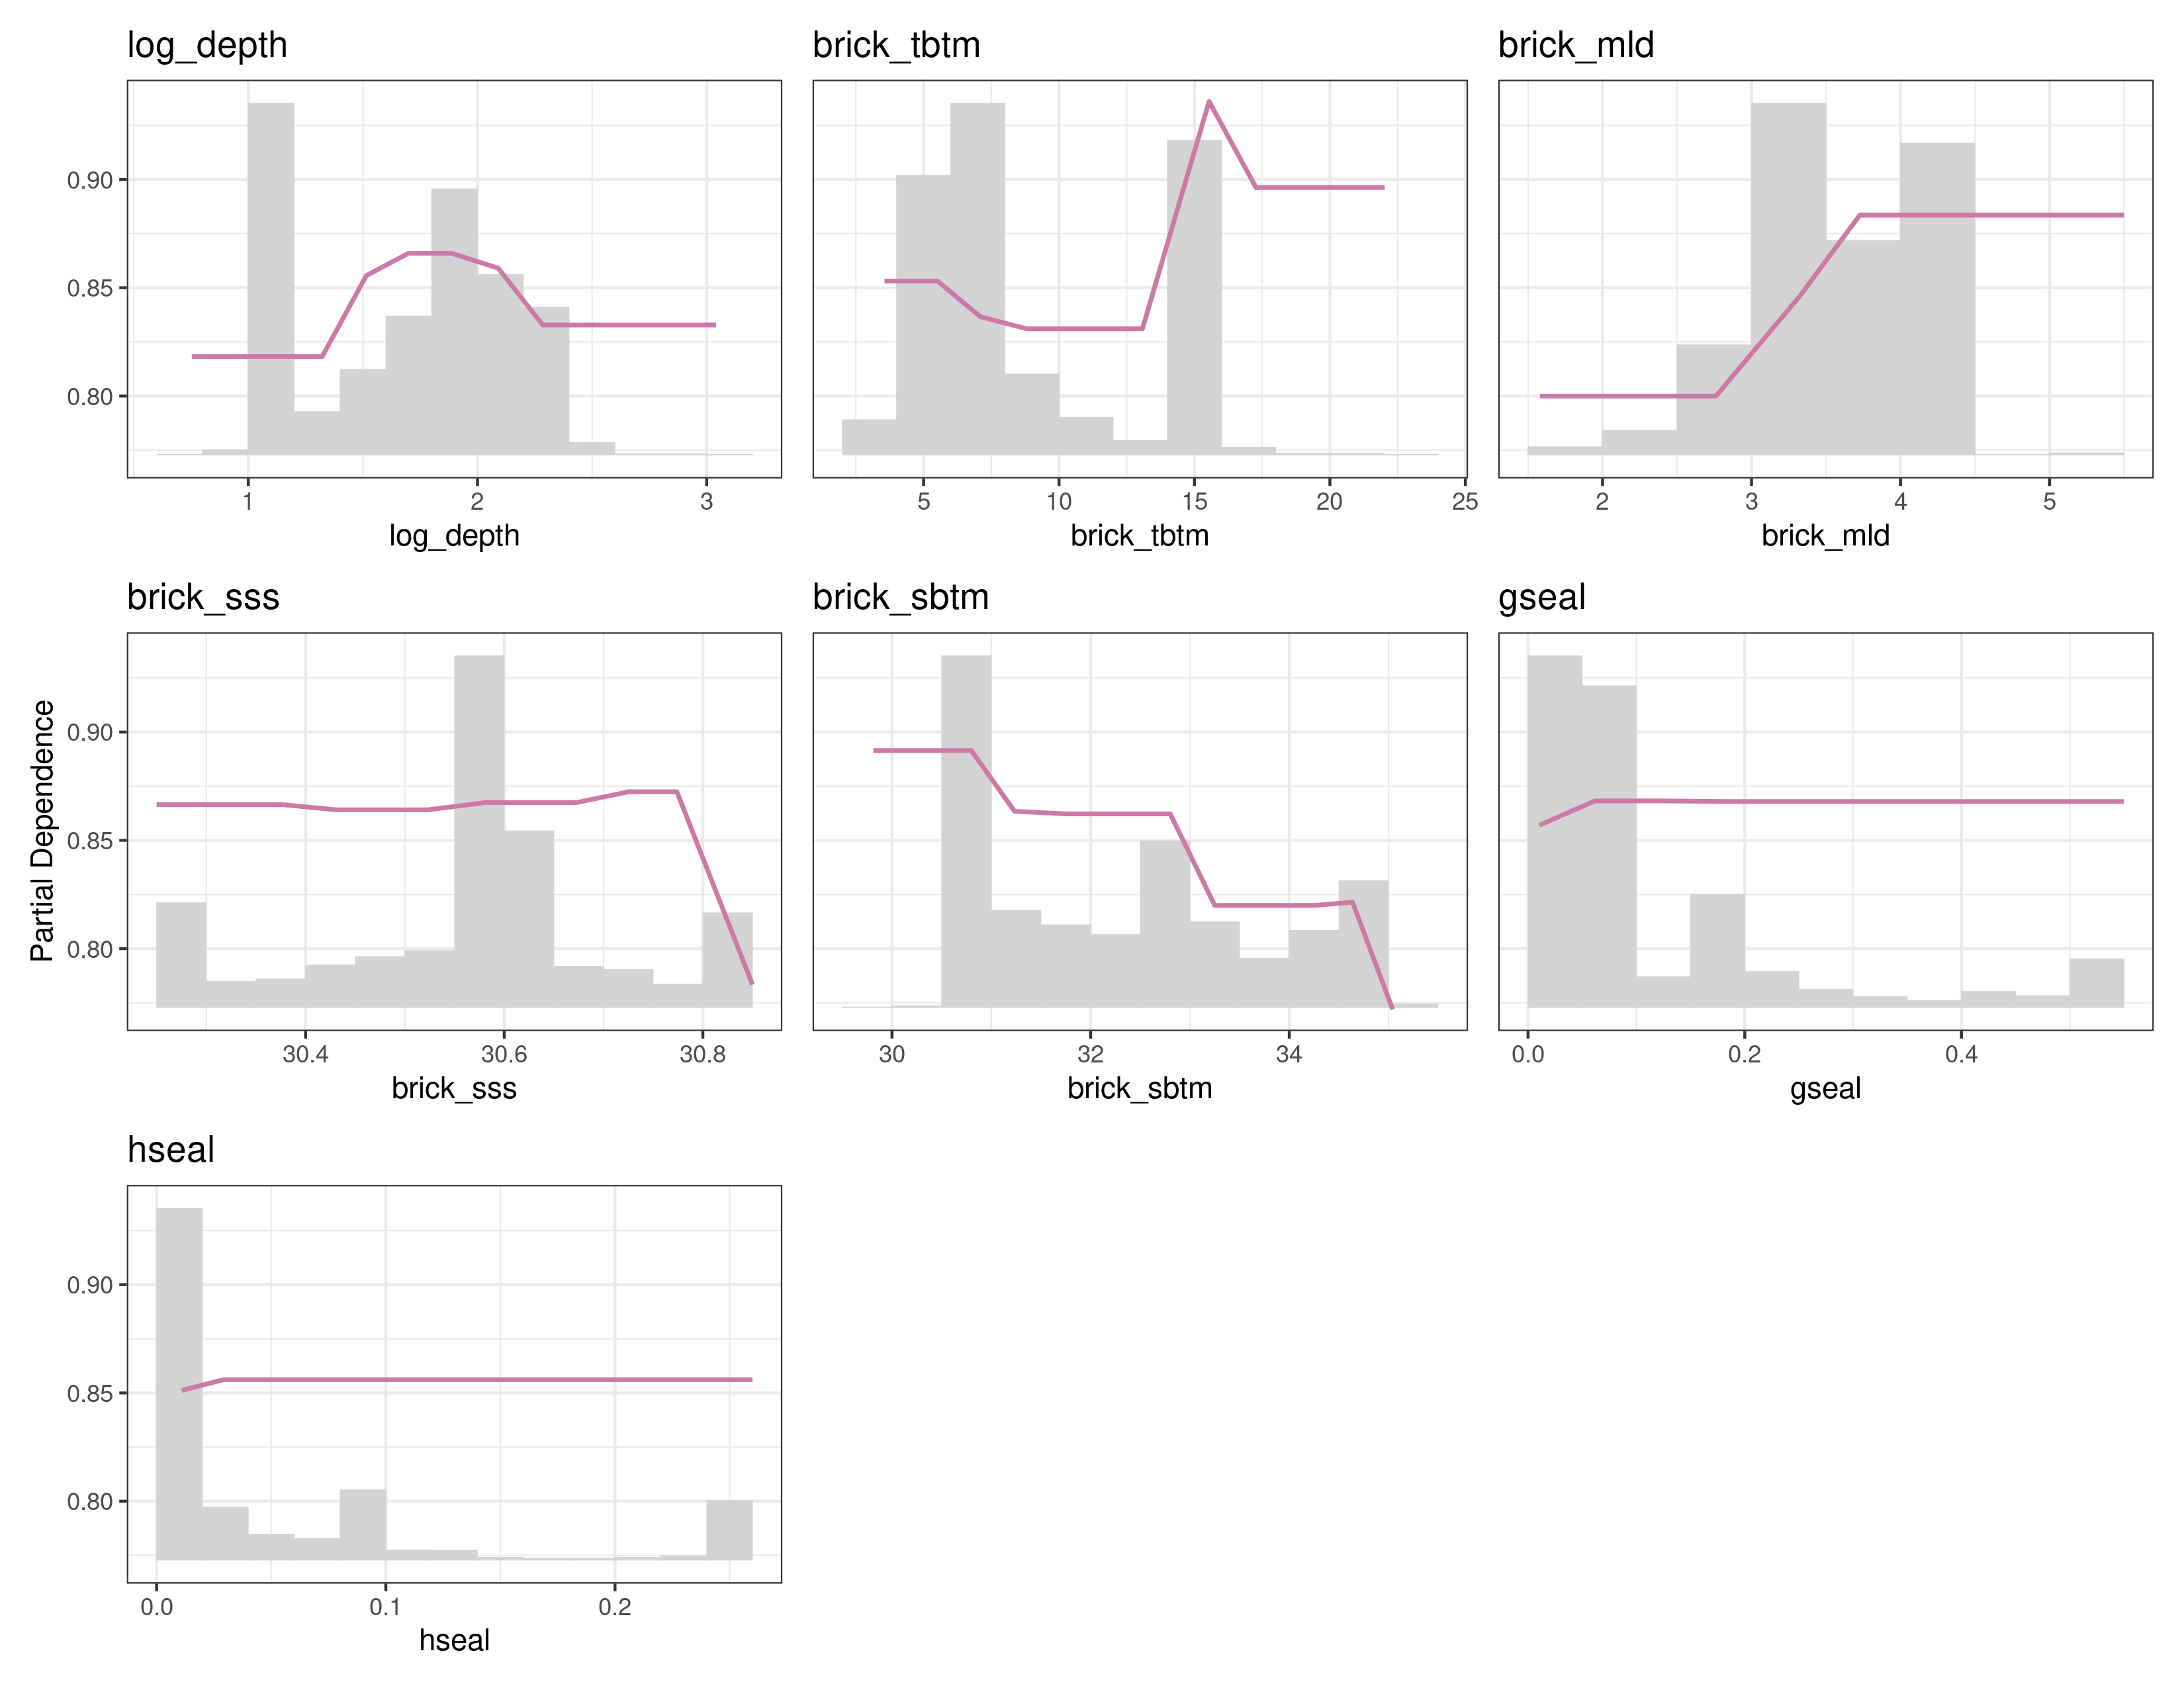 log_depth
brick_tbtm
brick_mld
0.90
0.85
0.80
1 2 3
5 10 15 20 25
2 3 4 5
log_depth
brick_tbtm
brick_mld
brick_sss
brick_sbtm
gseal
Partial Dependence
0.90
0.85
0.80
30.4 30.6 30.8
30 32 34
0.0 0.2 0.4
brick_sss
brick_sbtm
gseal
hseal
0.90
0.85
0.80
0.0 0.1 0.2
hseal